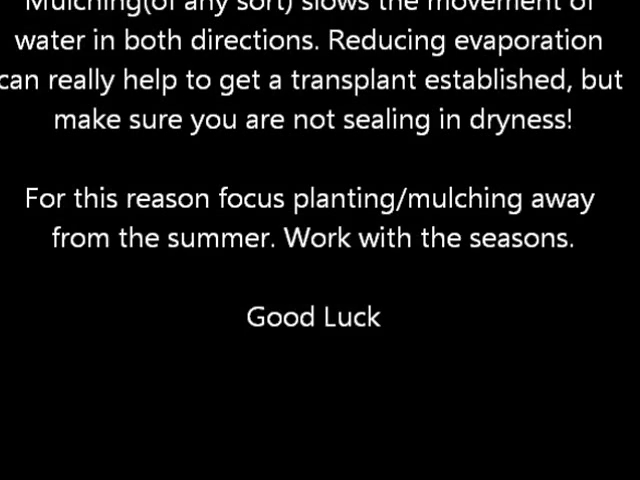 Mulching(of any sort) slows the movement of
water in both directions. Reducing evaporation
can really help to get a transplant established, but
make sure you are not sealing in dryness!
For this reason focus planting/mulching away
from the summer. Work with the seasons.
Good Luck